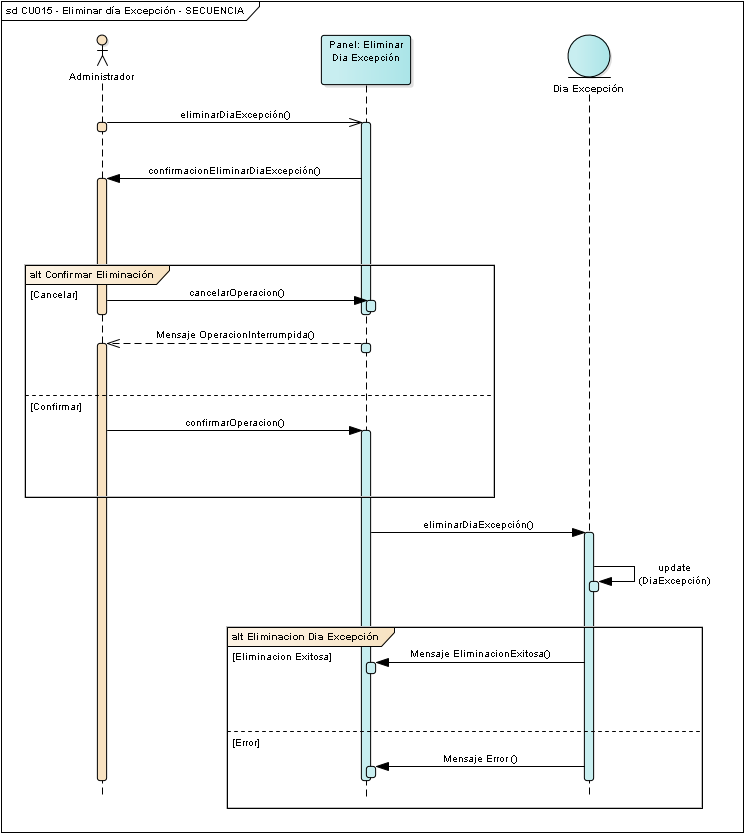 sd CU015 - Eliminar día Excepción - SECUENCIA
Administrador
Panel: Eliminar
Dia Excepción
Dia Excepción
eliminarDiaExcepción()
confirmacionEliminarDiaExcepción()
alt Confirmar Eliminación
[Cancelar]
cancelarOperacion()
Mensaje OperacionInterrumpida()
[Confirmar]
confirmarOperacion()
eliminarDiaExcepción()
update
(DiaExcepción)
alt Eliminacion Dia Excepción
[Eliminacion Exitosa]
Mensaje EliminacionExitosa()
[Error]
Mensaje Error ()